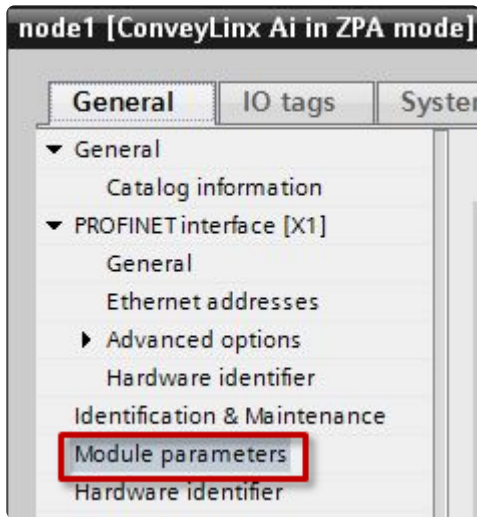 node1 [ConveyLinx Ai in ZPA mode]
General IO tags Syster
General
Catalog information
PROFINET interface [X1]
General
Ethernet addresses
Advanced options
Hardware identifier
Identification & Maintenance
Module parameters
Hardware identifier